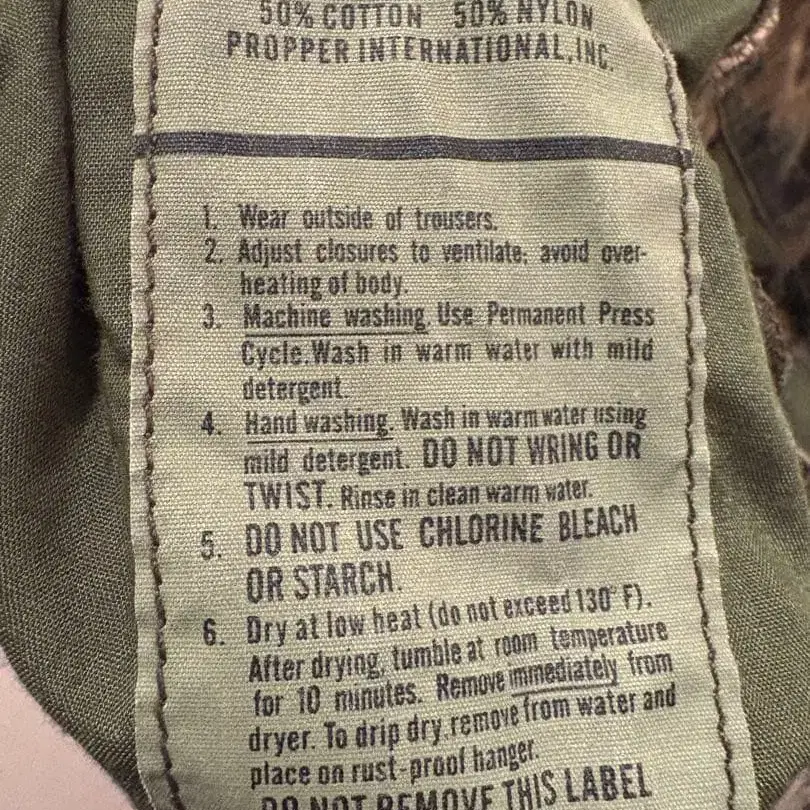 50% COTTON 50% NYLON
PROPPER INTERNATIONAL, INC.
1. Wear outside of trousers.
2. Adjust closures to ventilate; avoid over-
heating of body.
3. Machine washing. Use Permanent Press
Cycle. Wash in warm water with mild
detergent.
4. Hand washing. Wash in warm water using
mild detergent. DO NOT WRING OR
TWIST. Rinse in clean warm water.
5. DO NOT USE CHLORINE BLEACH
OR STARCH.
6. Dry at low heat (do not exceed 130° F).
After drying, tumble at room temperature
for 10 minutes. Remove immediately from
dryer. To drip dry, remove from water and
place on rust-proof hanger.
DO NOT REMOVE THIS LABEL